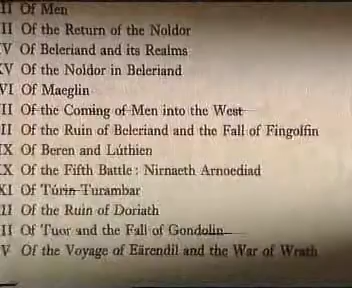 II Of Men
II Of the Return of the Noldor
V Of Beleriand and its Realms
XV Of the Noldor in Beleriand
VI Of Maeglin
II Of the Coming of Men into the West
II Of the Ruin of Beleriand and the Fall of Fingolfin
IX Of Beren and Lúthien
XX Of the Fifth Battle: Nirnaeth Arnoediad
XI Of Túrin Turambar
II Of the Ruin of Doriath
II Of Tuor and the Fall of Gondolin
V Of the Voyage of Eärendil and the War of Wrath